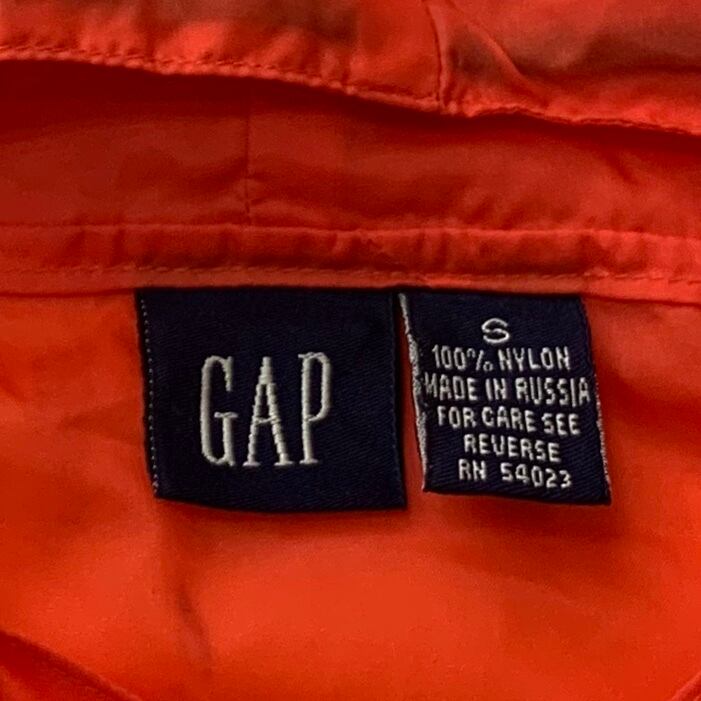 GAP
S
100% NYLON
MADE IN RUSSIA
FOR CARE SEE
REVERSE
RN 54023